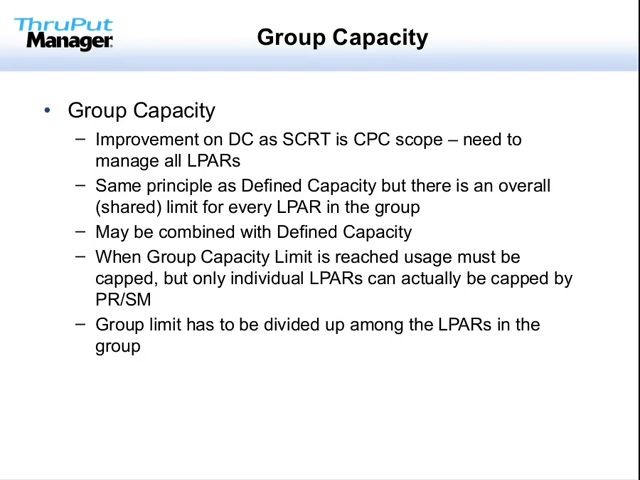 ThruPut
Manager®
Group Capacity
• Group Capacity
– Improvement on DC as SCRT is CPC scope – need to
manage all LPARs
– Same principle as Defined Capacity but there is an overall
(shared) limit for every LPAR in the group
– May be combined with Defined Capacity
– When Group Capacity Limit is reached usage must be
capped, but only individual LPARs can actually be capped by
PR/SM
– Group limit has to be divided up among the LPARs in the
group